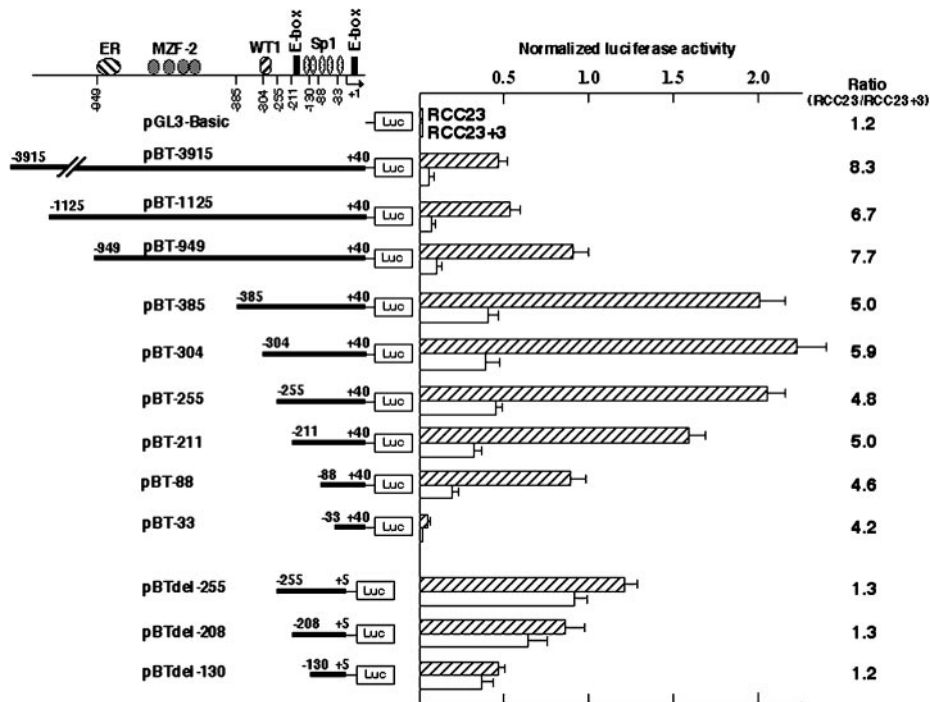 E-box Sp1 E-box
ER MZF-2 WT1
Normalized luciferase activity
0.5 1.0 1.5 2.0
Ratio
(RCC23/RCC23+3)
-949 -385 -304 -255 -211 -130 -88 -33 +1
pGL3-Basic Luc RCC23 1.2
RCC23+3
-3915 pBT-3915 +40 Luc 8.3
-1125 pBT-1125 +40 Luc 6.7
-949 pBT-949 +40 Luc 7.7
pBT-385 -385 +40 Luc 5.0
pBT-304 -304 +40 Luc 5.9
pBT-255 -255 +40 Luc 4.8
pBT-211 -211 +40 Luc 5.0
pBT-88 -88 +40 Luc 4.6
pBT-33 -33 +40 Luc 4.2
pBTdel-255 -255 +5 Luc 1.3
pBTdel-208 -208 +5 Luc 1.3
pBTdel-130 -130 +5 Luc 1.2